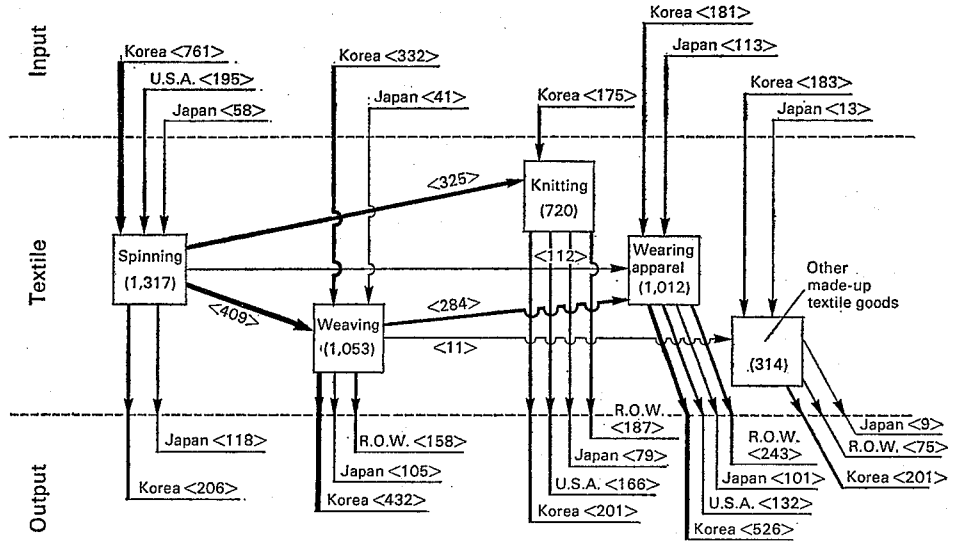 Input
Korea <761>
U.S.A. <195>
Japan <58>
Korea <332>
Japan <41>
Korea <175>
Korea <181>
Japan <113>
Korea <183>
Japan <13>
Textile
Spinning
(1,317)
<325>
<409>
Knitting
(720)
<112>
Weaving
(1,053)
<284>
<11>
Wearing
apparel
(1,012)
Other
made-up
textile goods
(314)
Output
Japan <118>
Korea <206>
R.O.W. <158>
Japan <105>
Korea <432>
R.O.W.
<187>
Japan <79>
U.S.A. <166>
Korea <201>
R.O.W.
<243>
Japan <101>
U.S.A. <132>
Korea <526>
Japan <9>
R.O.W. <75>
Korea <201>